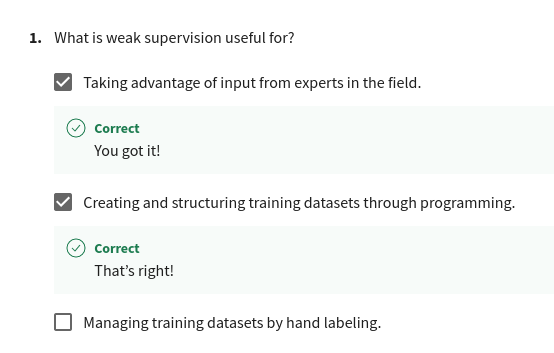 1. What is weak supervision useful for?
Taking advantage of input from experts in the field.
Correct
You got it!
Creating and structuring training datasets through programming.
Correct
That’s right!
Managing training datasets by hand labeling.